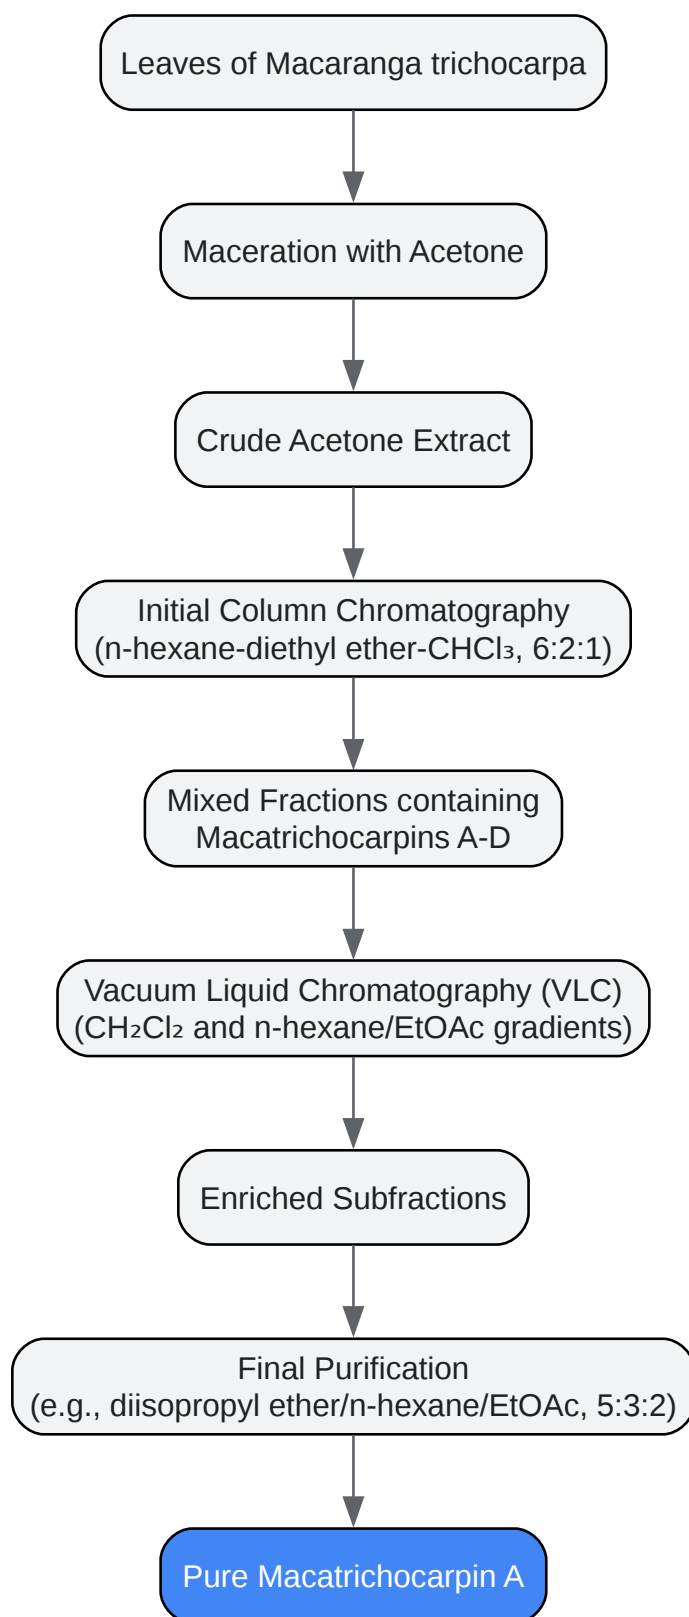 Leaves of Macaranga trichocarpa
Maceration with Acetone
Crude Acetone Extract
Initial Column Chromatography
(n-hexane-diethyl ether-CHCl₃, 6:2:1)
Mixed Fractions containing
Macatrichocarpins A-D
Vacuum Liquid Chromatography (VLC)
(CH₂Cl₂ and n-hexane/EtOAc gradients)
Enriched Subfractions
Final Purification
(e.g., diisopropyl ether/n-hexane/EtOAc, 5:3:2)
Pure Macatrichocarpin A